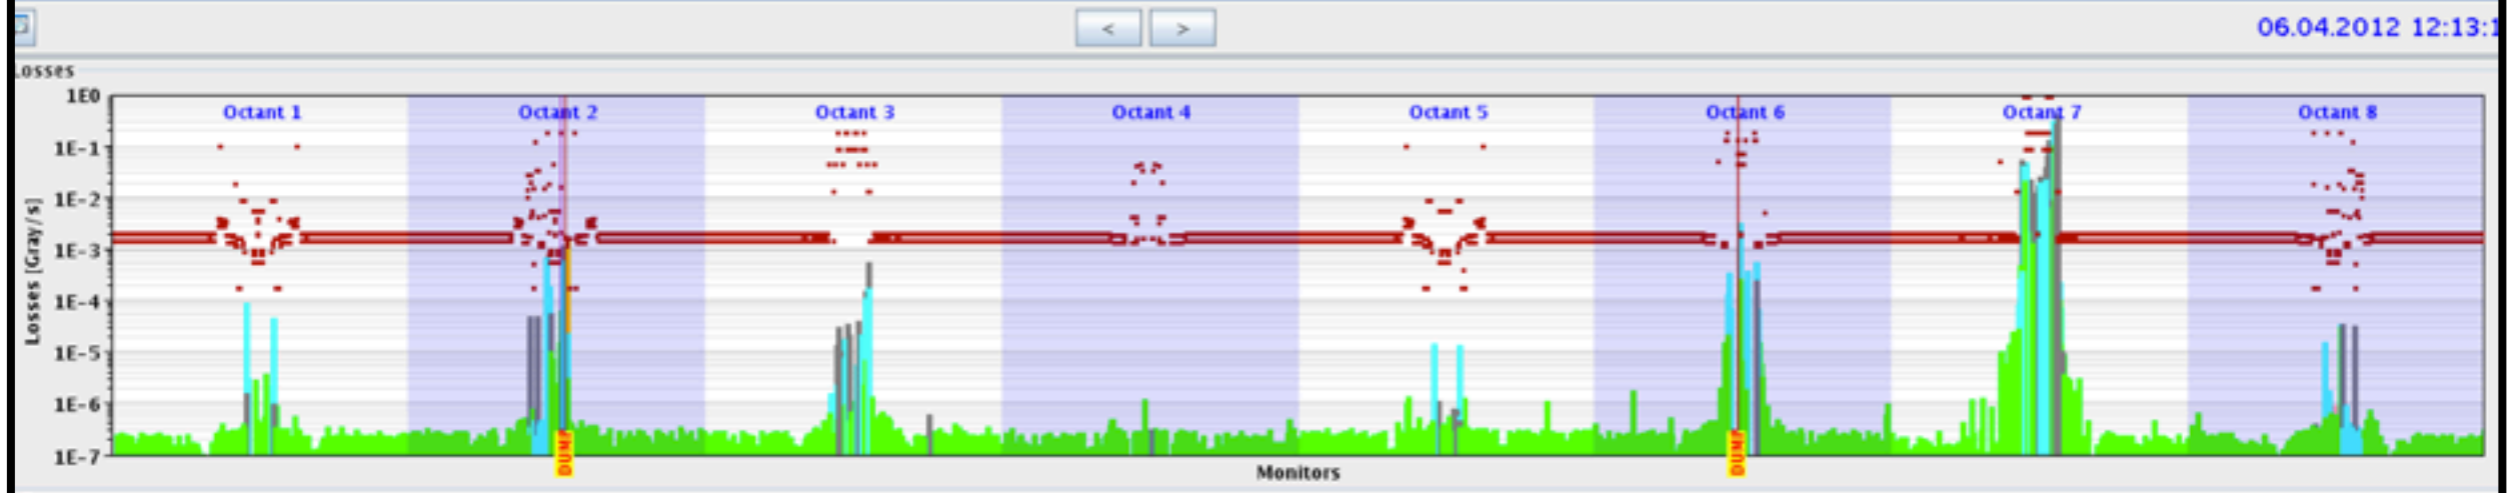 < >
06.04.2012 12:13:1
Losses
1E0
Octant 1 Octant 2 Octant 3 Octant 4 Octant 5 Octant 6 Octant 7 Octant 8
1E-1
1E-2
1E-3
1E-4
1E-5
1E-6
1E-7
Losses [Gray/s]
DUMP
DUMP
Monitors